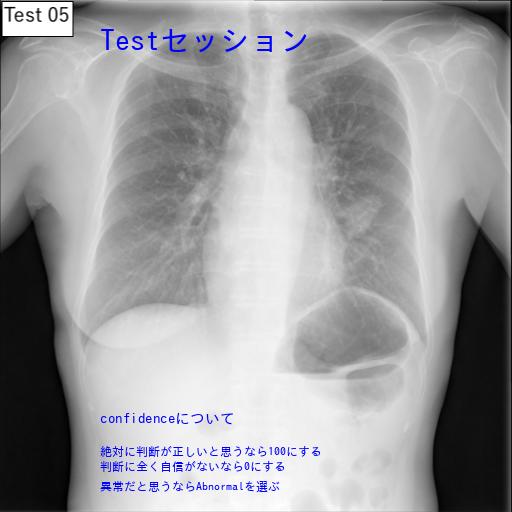 Test 05
Testセッション
confidenceについて
絶対に判断が正しいと思うなら100にする
判断に全く自信がないなら0にする
異常だと思うならAbnormalを選ぶ